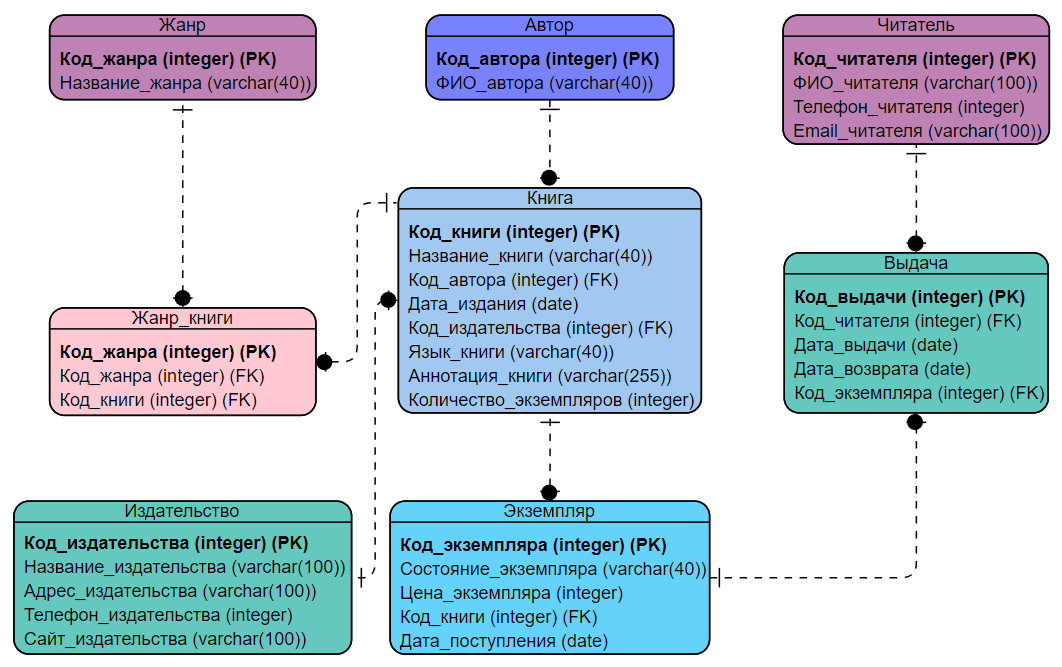 Жанр
Код_жанра (integer) (PK)
Название_жанра (varchar(40))
Автор
Код_автора (integer) (PK)
ФИО_автора (varchar(40))
Читатель
Код_читателя (integer) (PK)
ФИО_читателя (varchar(100))
Телефон_читателя (integer)
Email_читателя (varchar(100))
Книга
Код_книги (integer) (PK)
Название_книги (varchar(40))
Код_автора (integer) (FK)
Дата_издания (date)
Код_издательства (integer) (FK)
Язык_книги (varchar(40))
Аннотация_книги (varchar(255))
Количество_экземпляров (integer)
Выдача
Код_выдачи (integer) (PK)
Код_читателя (integer) (FK)
Дата_выдачи (date)
Дата_возврата (date)
Код_экземпляра (integer) (FK)
Жанр_книги
Код_жанра (integer) (PK)
Код_жанра (integer) (FK)
Код_книги (integer) (FK)
Издательство
Код_издательства (integer) (PK)
Название_издательства (varchar(100))
Адрес_издательства (varchar(100))
Телефон_издательства (integer)
Сайт_издательства (varchar(100))
Экземпляр
Код_экземпляра (integer) (PK)
Состояние_экземпляра (varchar(40))
Цена_экземпляра (integer)
Код_книги (integer) (FK)
Дата_поступления (date)